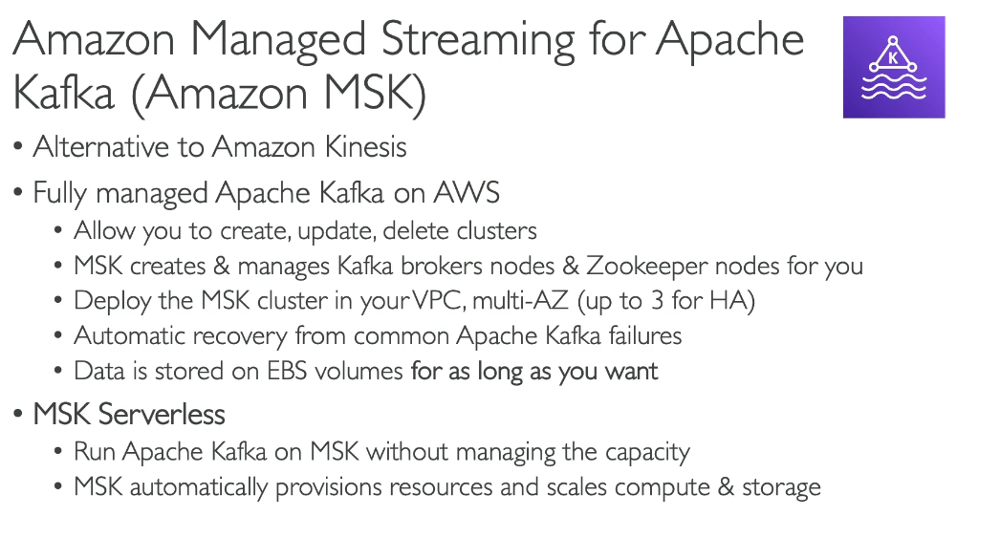 Amazon Managed Streaming for Apache
Kafka (Amazon MSK)
K
• Alternative to Amazon Kinesis
• Fully managed Apache Kafka on AWS
• Allow you to create, update, delete clusters
• MSK creates & manages Kafka brokers nodes & Zookeeper nodes for you
• Deploy the MSK cluster in your VPC, multi-AZ (up to 3 for HA)
• Automatic recovery from common Apache Kafka failures
• Data is stored on EBS volumes for as long as you want
• MSK Serverless
• Run Apache Kafka on MSK without managing the capacity
• MSK automatically provisions resources and scales compute & storage